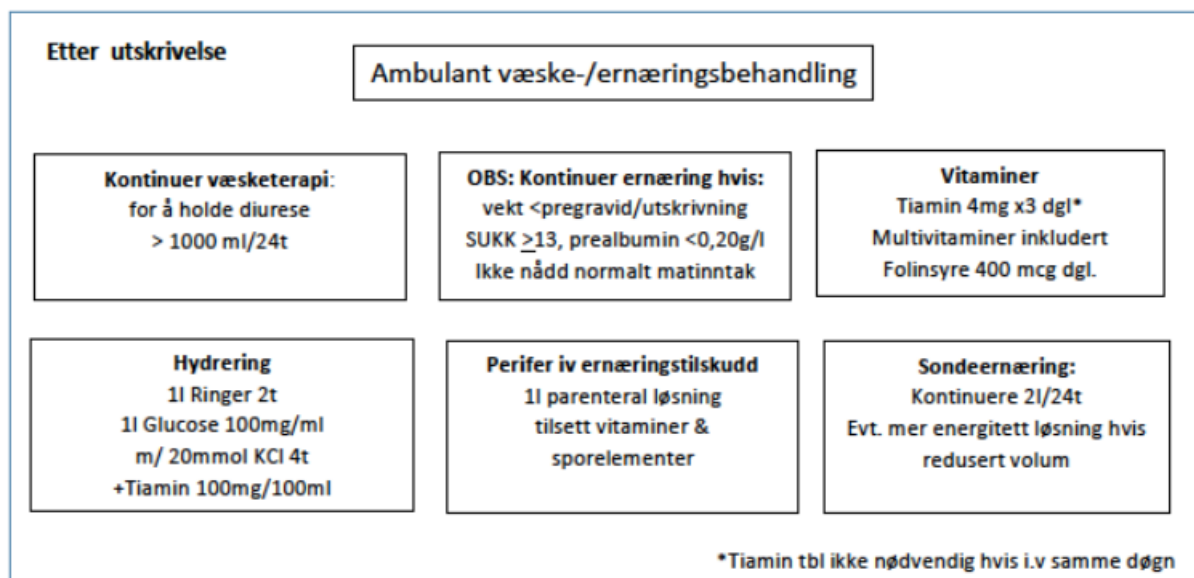 Etter utskrivelse
Ambulant væske-/ernæringsbehandling
Kontinuer væsketerapi:
for å holde diurese
> 1000 ml/24t
OBS: Kontinuer ernæring hvis:
vekt <pregravid/utskrivning
SUKK ≥13, prealbumin <0,20g/l
Ikke nådd normalt matinntak
Vitaminer
Tiamin 4mg x3 dgl*
Multivitaminer inkludert
Folinsyre 400 mcg dgl.
Hydrering
1l Ringer 2t
1l Glucose 100mg/ml
m/ 20mmol KCl 4t
+Tiamin 100mg/100ml
Perifer iv ernæringstilskudd
1l parenteral løsning
tilsett vitaminer &
sporelementer
Sondeernæring:
Kontinuere 2l/24t
Evt. mer energitett løsning hvis
redusert volum
*Tiamin tbl ikke nødvendig hvis i.v samme døgn